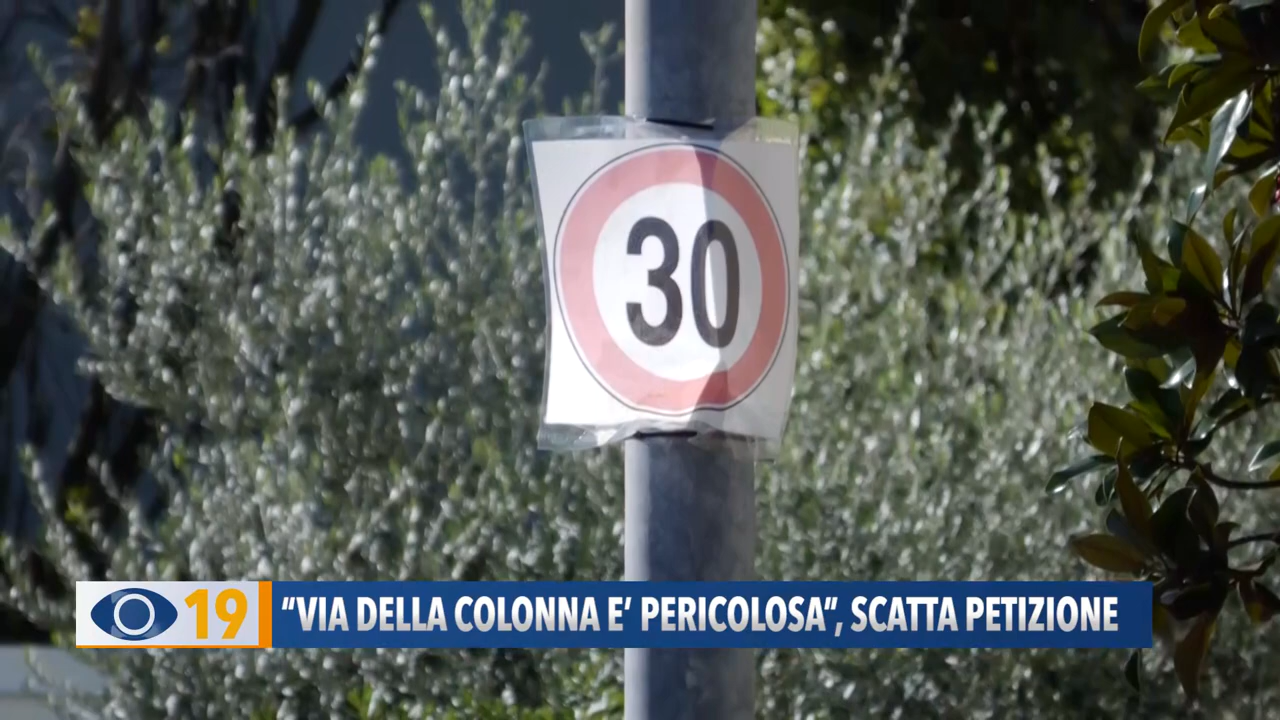 30
19
“VIA DELLA COLONNA E’ PERICOLOSA“, SCATTA PETIZIONE